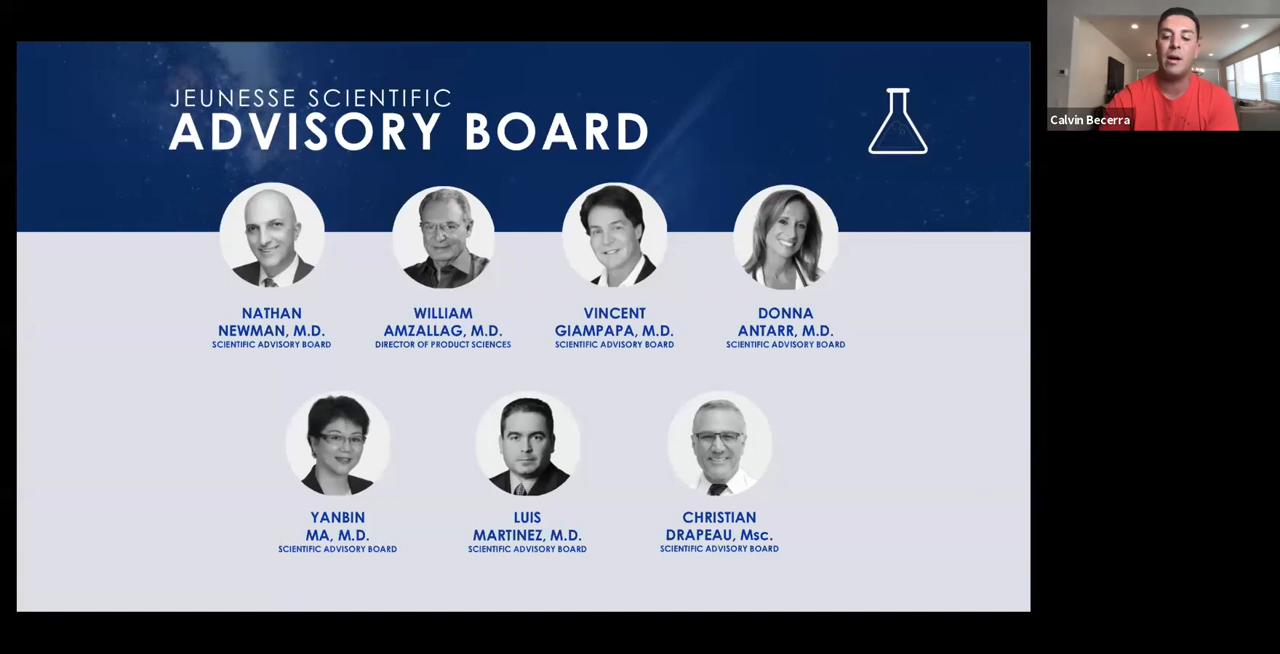 JEUNESSE SCIENTIFIC
ADVISORY BOARD
Calvin Becerra
NATHAN
NEWMAN, M.D.
SCIENTIFIC ADVISORY BOARD
WILLIAM
AMZALLAG, M.D.
DIRECTOR OF PRODUCT SCIENCES
VINCENT
GIAMPAPA, M.D.
SCIENTIFIC ADVISORY BOARD
DONNA
ANTARR, M.D.
SCIENTIFIC ADVISORY BOARD
YANBIN
MA, M.D.
SCIENTIFIC ADVISORY BOARD
LUIS
MARTINEZ, M.D.
SCIENTIFIC ADVISORY BOARD
CHRISTIAN
DRAPEAU, Msc.
SCIENTIFIC ADVISORY BOARD